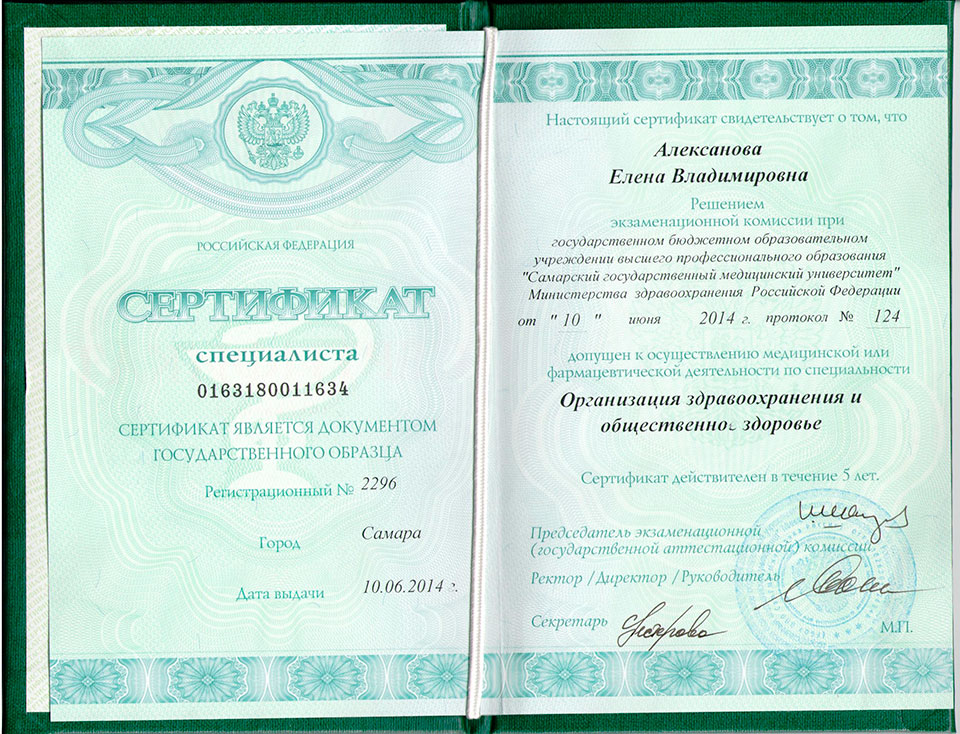 РОССИЙСКАЯ ФЕДЕРАЦИЯ
СЕРТИФИКАТ
специалиста
0163180011634
СЕРТИФИКАТ ЯВЛЯЕТСЯ ДОКУМЕНТОМ
ГОСУДАРСТВЕННОГО ОБРАЗЦА
Регистрационный № 2296
Город Самара
Дата выдачи 10.06.2014 г.
Настоящий сертификат свидетельствует о том, что
Алексанова
Елена Владимировна
Решением
экзаменационной комиссии при
государственном бюджетном образовательном
учреждении высшего профессионального образования
"Самарский государственный медицинский университет"
Министерства здравоохранения Российской Федерации
от "10 " июня 2014 г. протокол № 124
допущен к осуществлению медицинской или
фармацевтической деятельности по специальности
Организация здравоохранения и
общественное здоровье
Сертификат действителен в течение 5 лет.
Председатель экзаменационной
(государственной аттестационной) комиссии
Ректор /Директор /Руководитель
Секретарь
М.П.